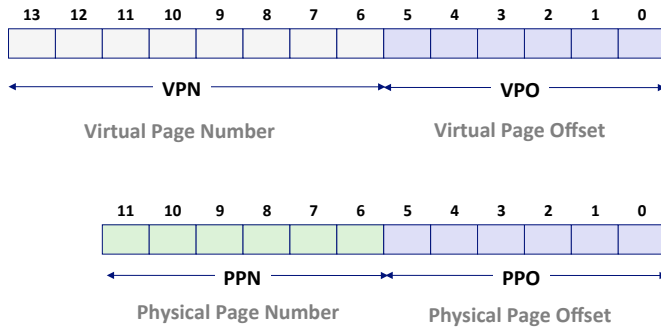 13 12 11 10 9 8 7 6 5 4 3 2 1 0
VPN VPO
Virtual Page Number Virtual Page Offset
11 10 9 8 7 6 5 4 3 2 1 0
PPN PPO
Physical Page Number Physical Page Offset